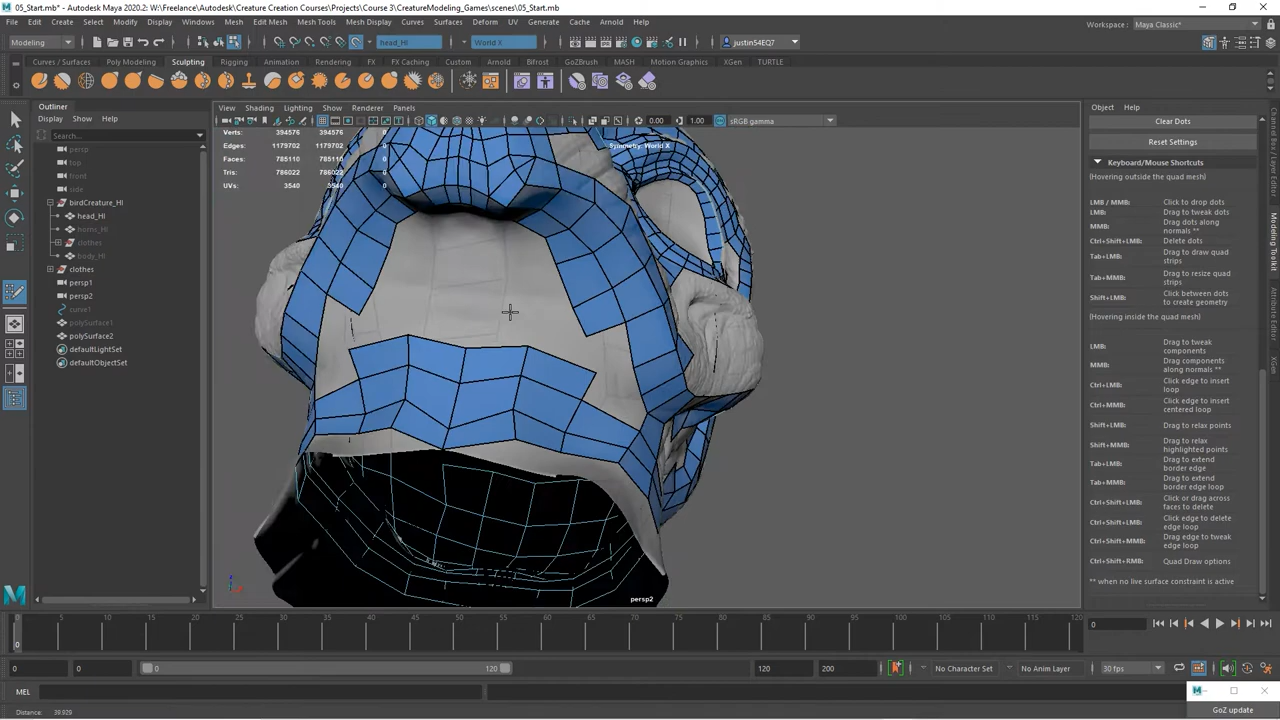 05_Start.mb* - Autodesk Maya 2020.2: W:\Freelance\Creature Creation Courses\Projects\Course 3\CreatureModeling_Games\scenes\05_Start.mb
File Edit Create Select Modify Display Windows Mesh Edit Mesh Mesh Tools Mesh Display Curves Surfaces Deform UV Generate Cache Arnold Help
Workspace : Maya Classic*
Modeling head_HI World X justin54EQ7
Curves / Surfaces Poly Modeling Sculpting Rigging Animation Rendering FX FX Caching Custom Arnold Bifrost GoZBrush MASH Motion Graphics XGen TURTLE
Outliner
Display Show Help
Search...
persp
top
front
side
birdCreature_HI
head_HI
horns_HI
clothes
body_HI
clothes
persp1
persp2
curve1
polySurface1
polySurface2
defaultLightSet
defaultObjectSet
View Shading Lighting Show Renderer Panels
0.00 1.00 sRGB gamma
Verts: 394576 394576 0
Edges: 1179702 1179702 0
Faces: 785110 785110 0
Tris: 786022 786022 0
UVs: 3540 3540 0
Symmetry: World X
persp2
Object Help
Clear Dots
Reset Settings
Keyboard/Mouse Shortcuts
(Hovering outside the quad mesh)
LMB / MMB: Click to drop dots
LMB: Drag to tweak dots
MMB: Drag dots along normals **
Ctrl+Shift+LMB: Delete dots
Tab+LMB: Drag to draw quad strips
Tab+MMB: Drag to resize quad strips
Shift+LMB: Click between dots to create geometry
(Hovering inside the quad mesh)
LMB: Drag to tweak components
MMB: Drag components along normals **
Ctrl+LMB: Click edge to insert loop
Ctrl+MMB: Click edge to insert centered loop
Shift+LMB: Drag to relax points
Shift+MMB: Drag to relax highlighted points
Tab+LMB: Drag to extend border edge
Tab+MMB: Drag to extend border edge loop
Ctrl+Shift+LMB: Click or drag across faces to delete
Ctrl+Shift+LMB: Click edge to delete edge loop
Ctrl+Shift+MMB: Drag edge to tweak edge loop
Ctrl+Shift+RMB: Quad Draw options
** when no live surface constraint is active
Channel Box / Layer Editor
Modeling Toolkit
Attribute Editor
XGen
0 5 10 15 20 25 30 35 40 45 50 55 60 65 70 75 80 85 90 95 100 105 110 115 120
0
0
0 0 0 120 120 200 No Character Set No Anim Layer 30 fps
MEL
Distance: 39.929
GoZ update